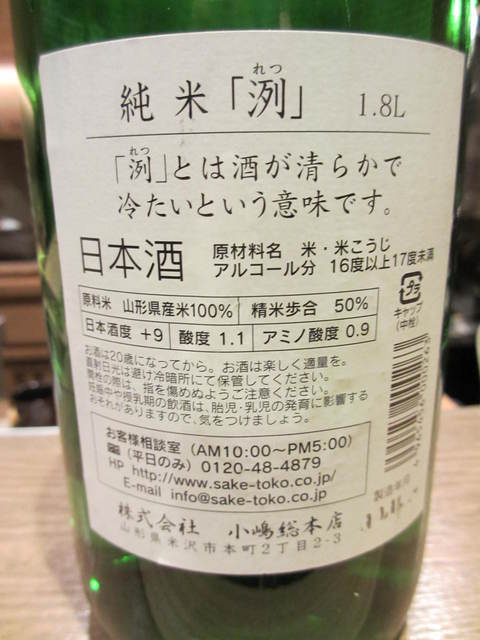 れつ
純米「洌」 1.8L
れつ
「洌」とは酒が清らかで
冷たいという意味です。
日本酒
原材料名 米・米こうじ
アルコール分 16度以上17度未満
原料米 山形県産米100% 精米歩合 50%
日本酒度 +9 酸度 1.1 アミノ酸度 0.9
プラ
キャップ
(中栓)
お酒は20歳になってから。お酒は楽しく適量を。
直射日光は避け冷暗所にて保管してください。
開栓の際は、指を傷めぬようご注意ください。
妊娠中や授乳期の飲酒は、胎児・乳児の発育に影響する
おそれがありますので、気をつけましょう。
お客様相談室 (AM10:00~PM5:00)
(平日のみ) 0120-48-4879
HP http://www.sake-toko.co.jp/
E-mail info@sake-toko.co.jp
製造年月
株式会社 小嶋総本店
山形県米沢市本町2丁目2-3